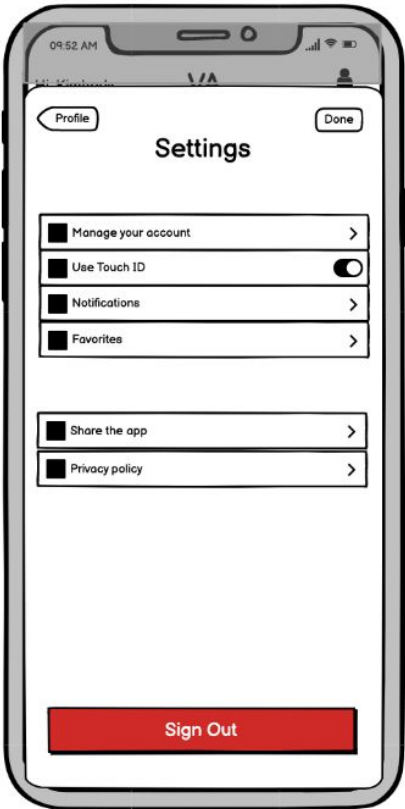 09:52 AM
VA
Profile
Done
Settings
Manage your account
Use Touch ID
Notifications
Favorites
Share the app
Privacy policy
Sign Out